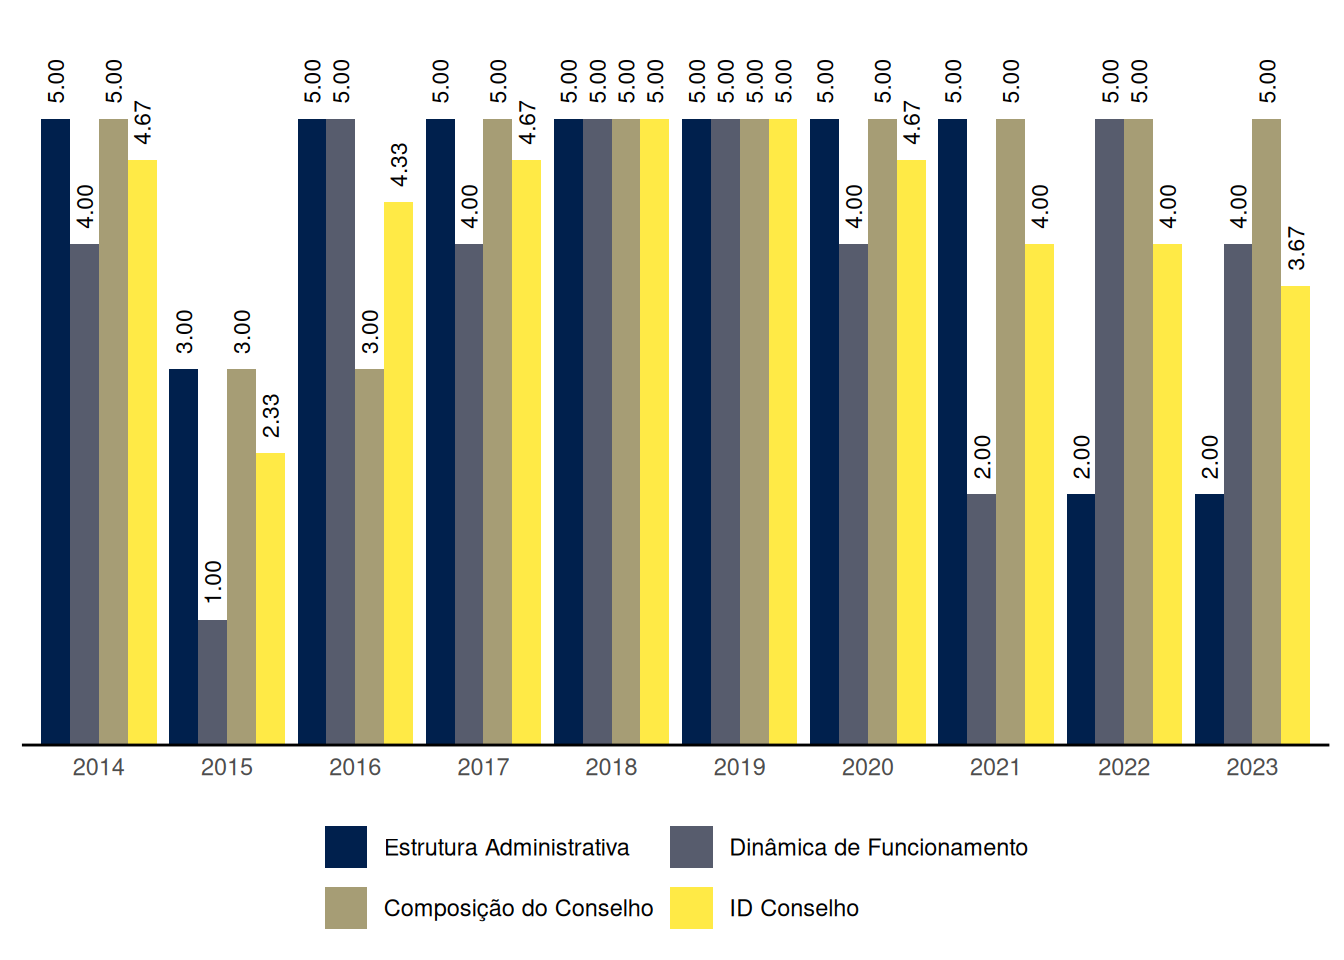 5.00 4.00 5.00 4.67
3.00 1.00 3.00 2.33
5.00 5.00 3.00 4.33
5.00 4.00 5.00 4.67
5.00 5.00 5.00 5.00
5.00 5.00 5.00 5.00
5.00 4.00 5.00 4.67
5.00 2.00 5.00 4.00
2.00 5.00 5.00 4.00
2.00 4.00 5.00 3.67
2014 2015 2016 2017 2018 2019 2020 2021 2022 2023
Estrutura Administrativa Dinâmica de Funcionamento
Composição do Conselho ID Conselho